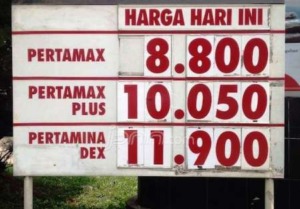 HARGA HARI INI
PERTAMAX 8.800
PERTAMAX
PLUS 10.050
PERTAMINA
DEX 11.900